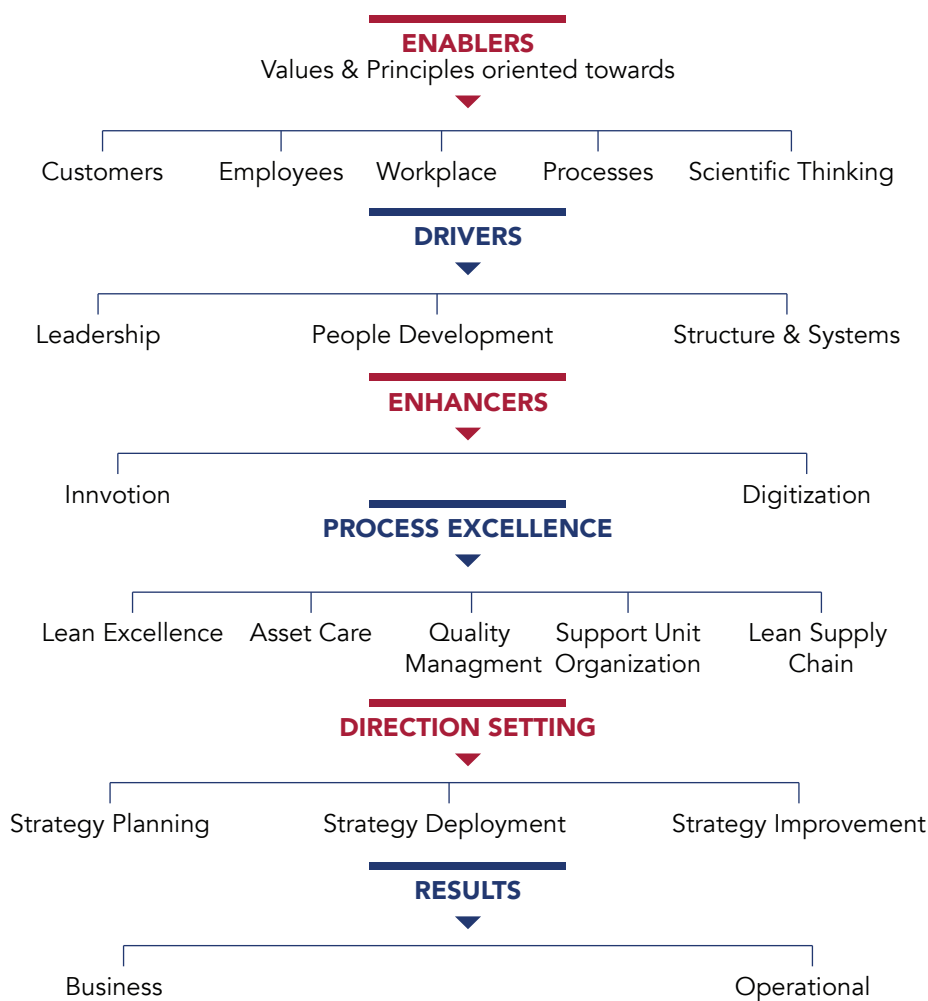 ENABLERS
Values & Principles oriented towards
Customers Employees Workplace Processes Scientific Thinking
DRIVERS
Leadership People Development Structure & Systems
ENHANCERS
Innvotion Digitization
PROCESS EXCELLENCE
Lean Excellence Asset Care Quality Support Unit Lean Supply
Managment Organization Chain
DIRECTION SETTING
Strategy Planning Strategy Deployment Strategy Improvement
RESULTS
Business Operational